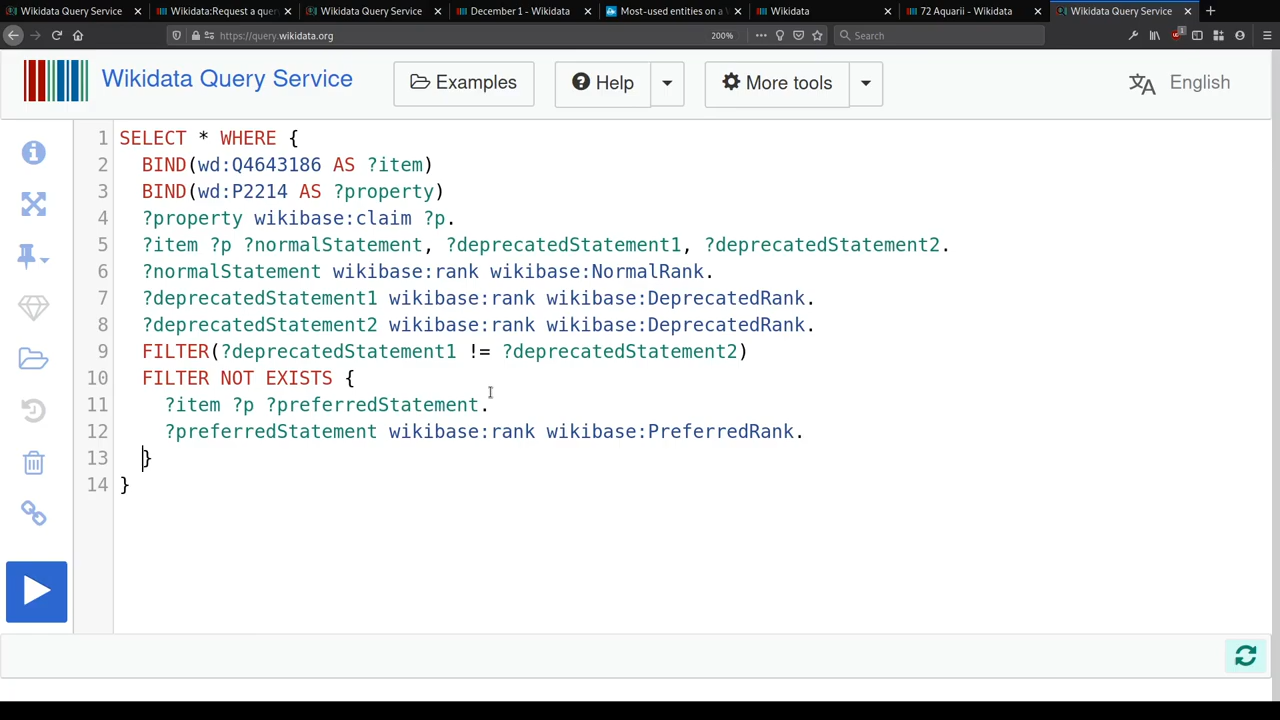 Wikidata Query Service
Wikidata:Request a quer
Wikidata Query Service
December 1 - Wikidata
Most-used entities on a W
Wikidata
72 Aquarii - Wikidata
Wikidata Query Service
https://query.wikidata.org
200%
Search
Wikidata Query Service
Examples
Help
More tools
English
1 SELECT * WHERE {
2 BIND(wd:Q4643186 AS ?item)
3 BIND(wd:P2214 AS ?property)
4 ?property wikibase:claim ?p.
5 ?item ?p ?normalStatement, ?deprecatedStatement1, ?deprecatedStatement2.
6 ?normalStatement wikibase:rank wikibase:NormalRank.
7 ?deprecatedStatement1 wikibase:rank wikibase:DeprecatedRank.
8 ?deprecatedStatement2 wikibase:rank wikibase:DeprecatedRank.
9 FILTER(?deprecatedStatement1 != ?deprecatedStatement2)
10 FILTER NOT EXISTS {
11 ?item ?p ?preferredStatement.
12 ?preferredStatement wikibase:rank wikibase:PreferredRank.
13 }
14 }